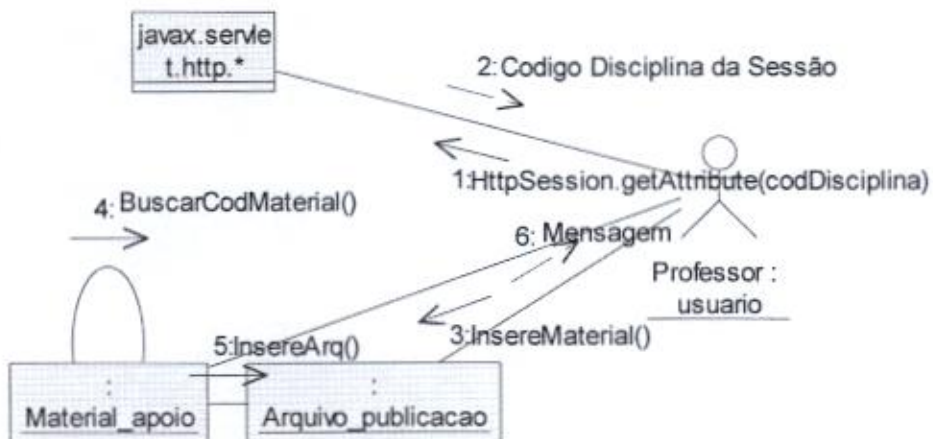 javax.servle
t.http.*
2:Codigo Disciplina da Sessão
1:HttpSession.getAttribute(codDisciplina)
4: BuscarCodMaterial()
6: Mensagem
Professor :
usuario
5:InsereArq()
3:InsereMaterial()
:
Material_apoio
:
Arquivo_publicacao